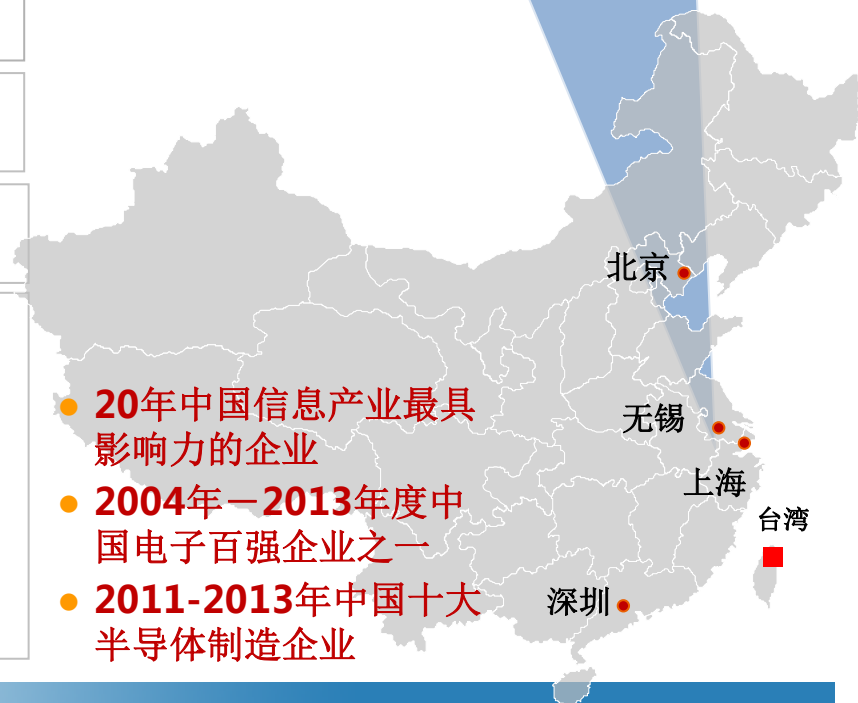 北京
无锡
上海
台湾
深圳
20年中国信息产业最具
影响力的企业
2004年－2013年度中
国电子百强企业之一
2011-2013年中国十大
半导体制造企业